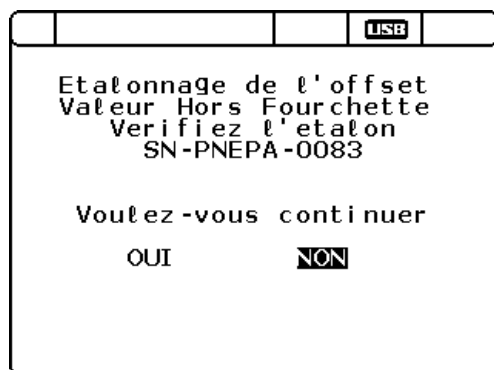 USB
Etalonnage de l'offset
Valeur Hors Fourchette
Verifiez l'etalon
SN-PNEPA-0083
Voulez-vous continuer
OUI NON